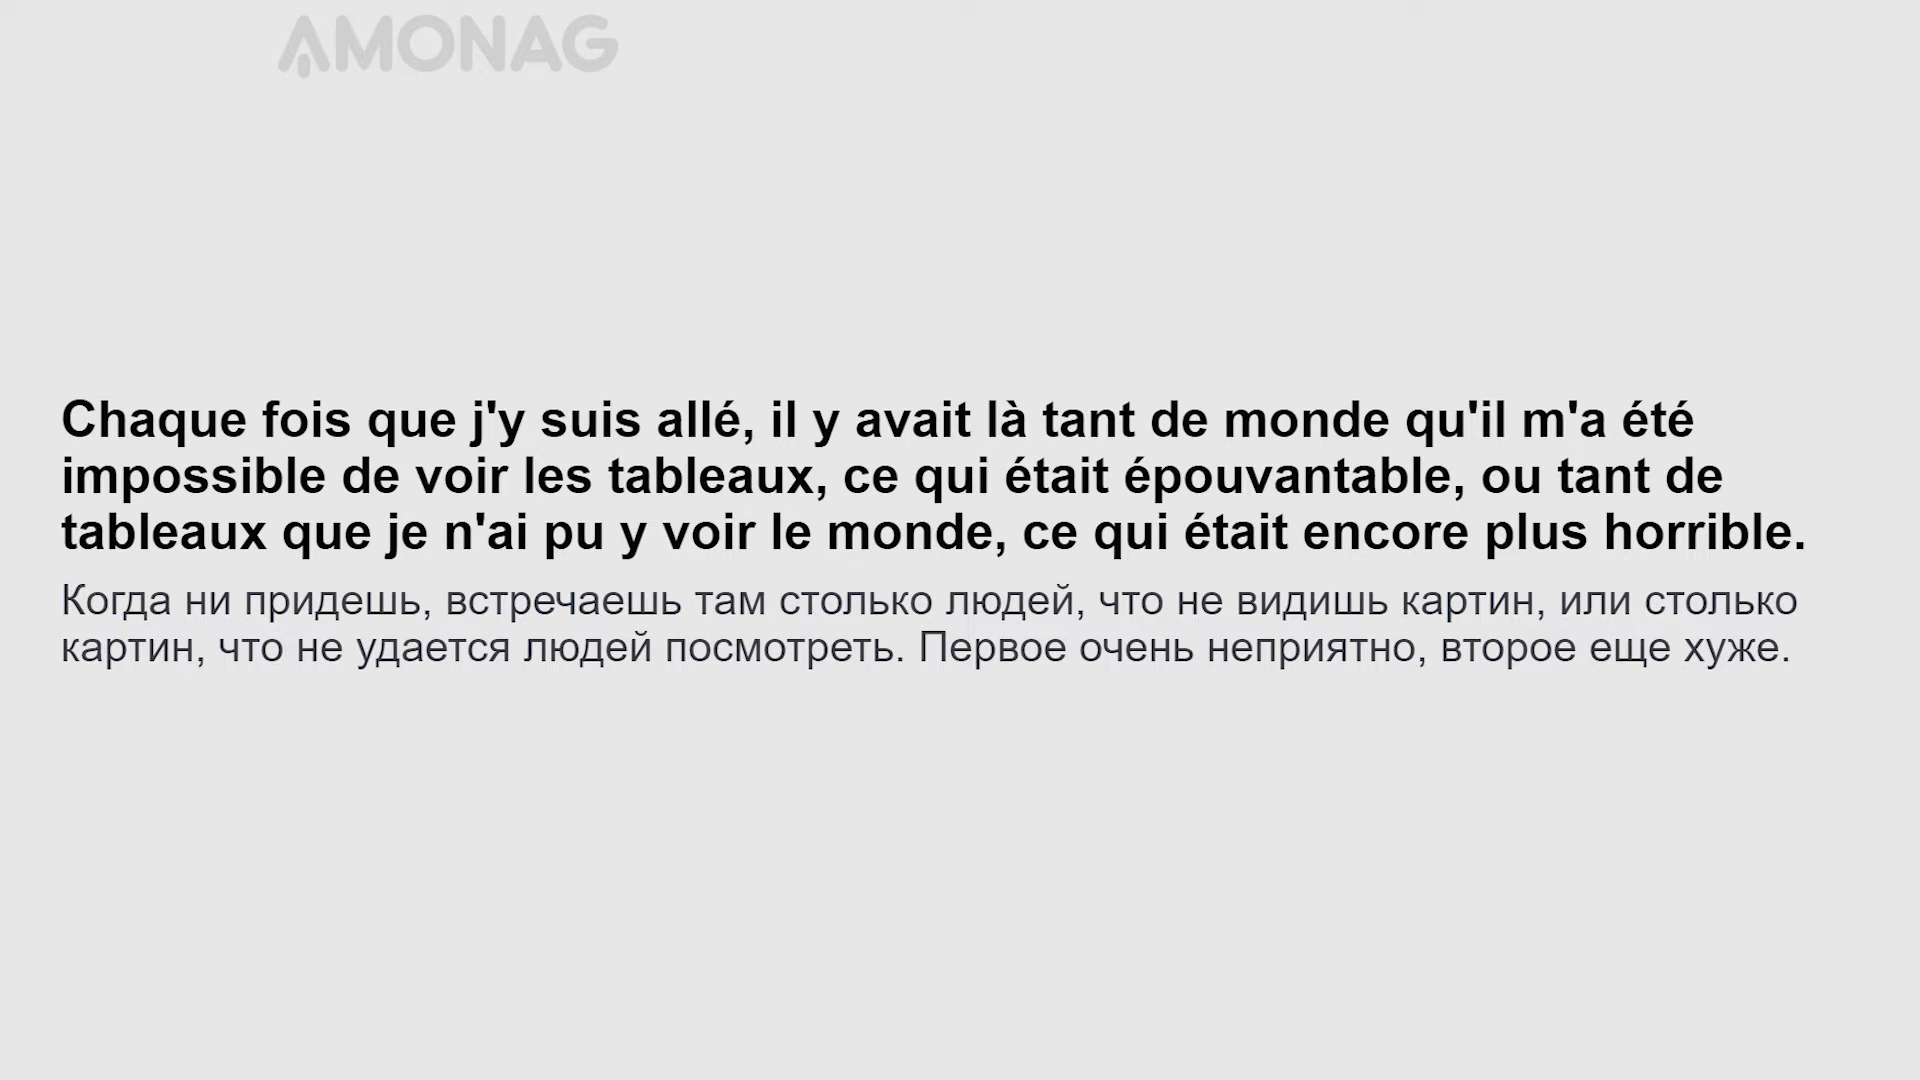 AMONAG
Chaque fois que j'y suis allé, il y avait là tant de monde qu'il m'a été
impossible de voir les tableaux, ce qui était épouvantable, ou tant de
tableaux que je n'ai pu y voir le monde, ce qui était encore plus horrible.
Когда ни придешь, встречаешь там столько людей, что не видишь картин, или столько
картин, что не удается людей посмотреть. Первое очень неприятно, второе еще хуже.